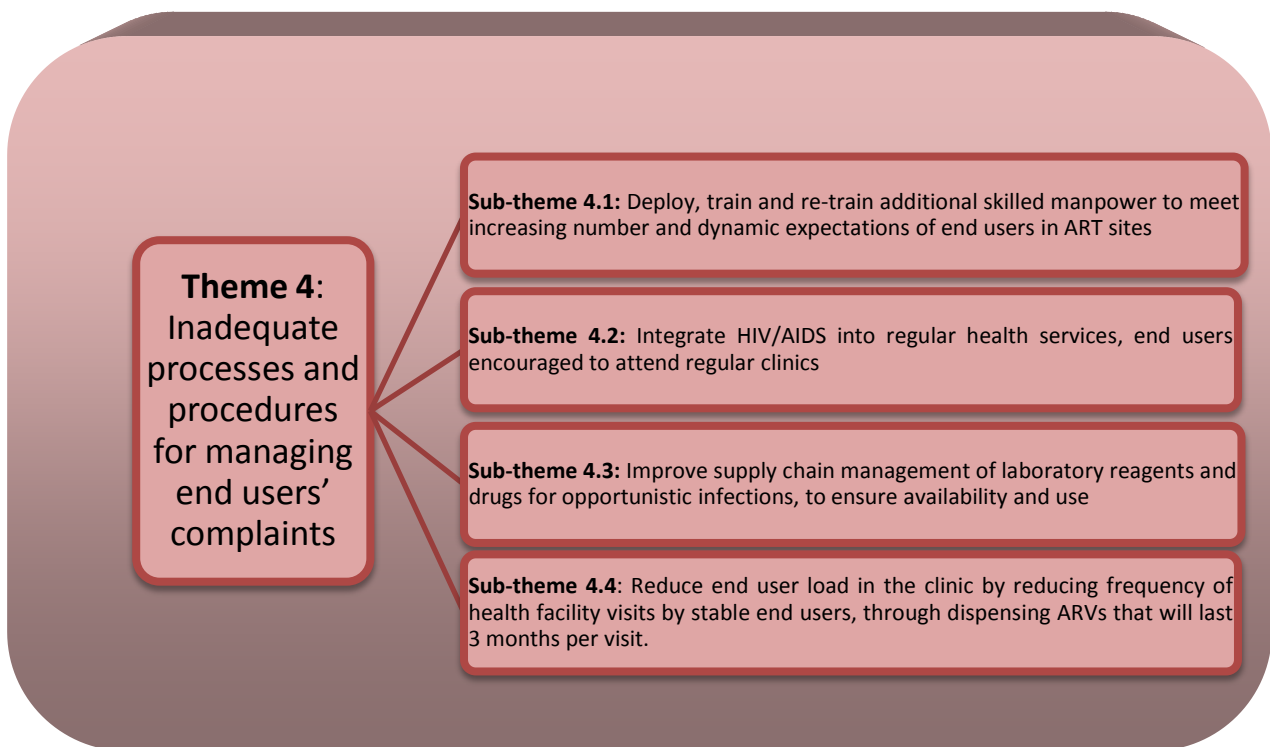 Theme 4:
Inadequate
processes and
procedures
for managing
end users’
complaints
Sub-theme 4.1: Deploy, train and re-train additional skilled manpower to meet
increasing number and dynamic expectations of end users in ART sites
Sub-theme 4.2: Integrate HIV/AIDS into regular health services, end users
encouraged to attend regular clinics
Sub-theme 4.3: Improve supply chain management of laboratory reagents and
drugs for opportunistic infections, to ensure availability and use
Sub-theme 4.4: Reduce end user load in the clinic by reducing frequency of
health facility visits by stable end users, through dispensing ARVs that will last
3 months per visit.